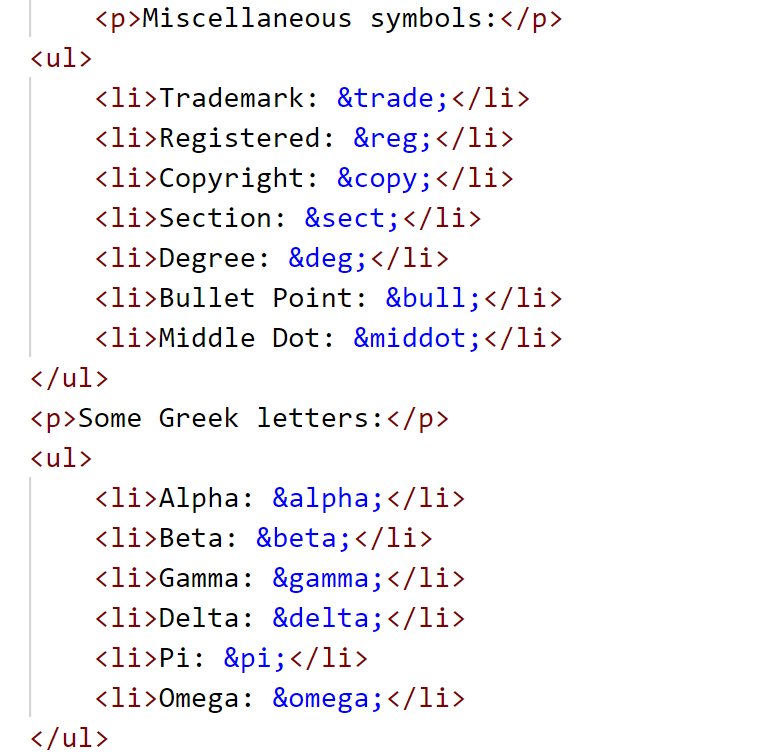 <p>Miscellaneous symbols:</p>
<ul>
<li>Trademark: &trade;</li>
<li>Registered: &reg;</li>
<li>Copyright: &copy;</li>
<li>Section: &sect;</li>
<li>Degree: &deg;</li>
<li>Bullet Point: &bull;</li>
<li>Middle Dot: &middot;</li>
</ul>
<p>Some Greek letters:</p>
<ul>
<li>Alpha: &alpha;</li>
<li>Beta: &beta;</li>
<li>Gamma: &gamma;</li>
<li>Delta: &delta;</li>
<li>Pi: &pi;</li>
<li>Omega: &omega;</li>
</ul>